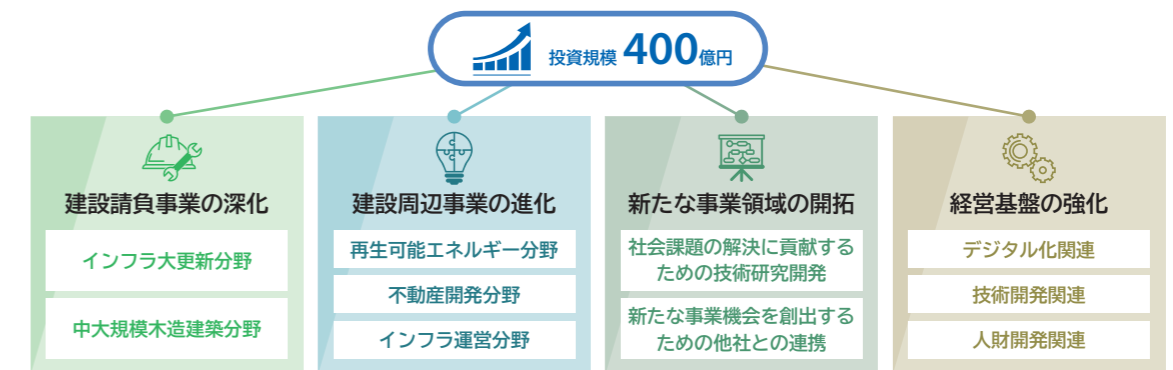 投資規模 400億円
建設請負事業の深化
インフラ大更新分野
中大規模木造建築分野
建設周辺事業の進化
再生可能エネルギー分野
不動産開発分野
インフラ運営分野
新たな事業領域の開拓
社会課題の解決に貢献する
ための技術研究開発
新たな事業機会を創出する
ための他社との連携
経営基盤の強化
デジタル化関連
技術開発関連
人財開発関連